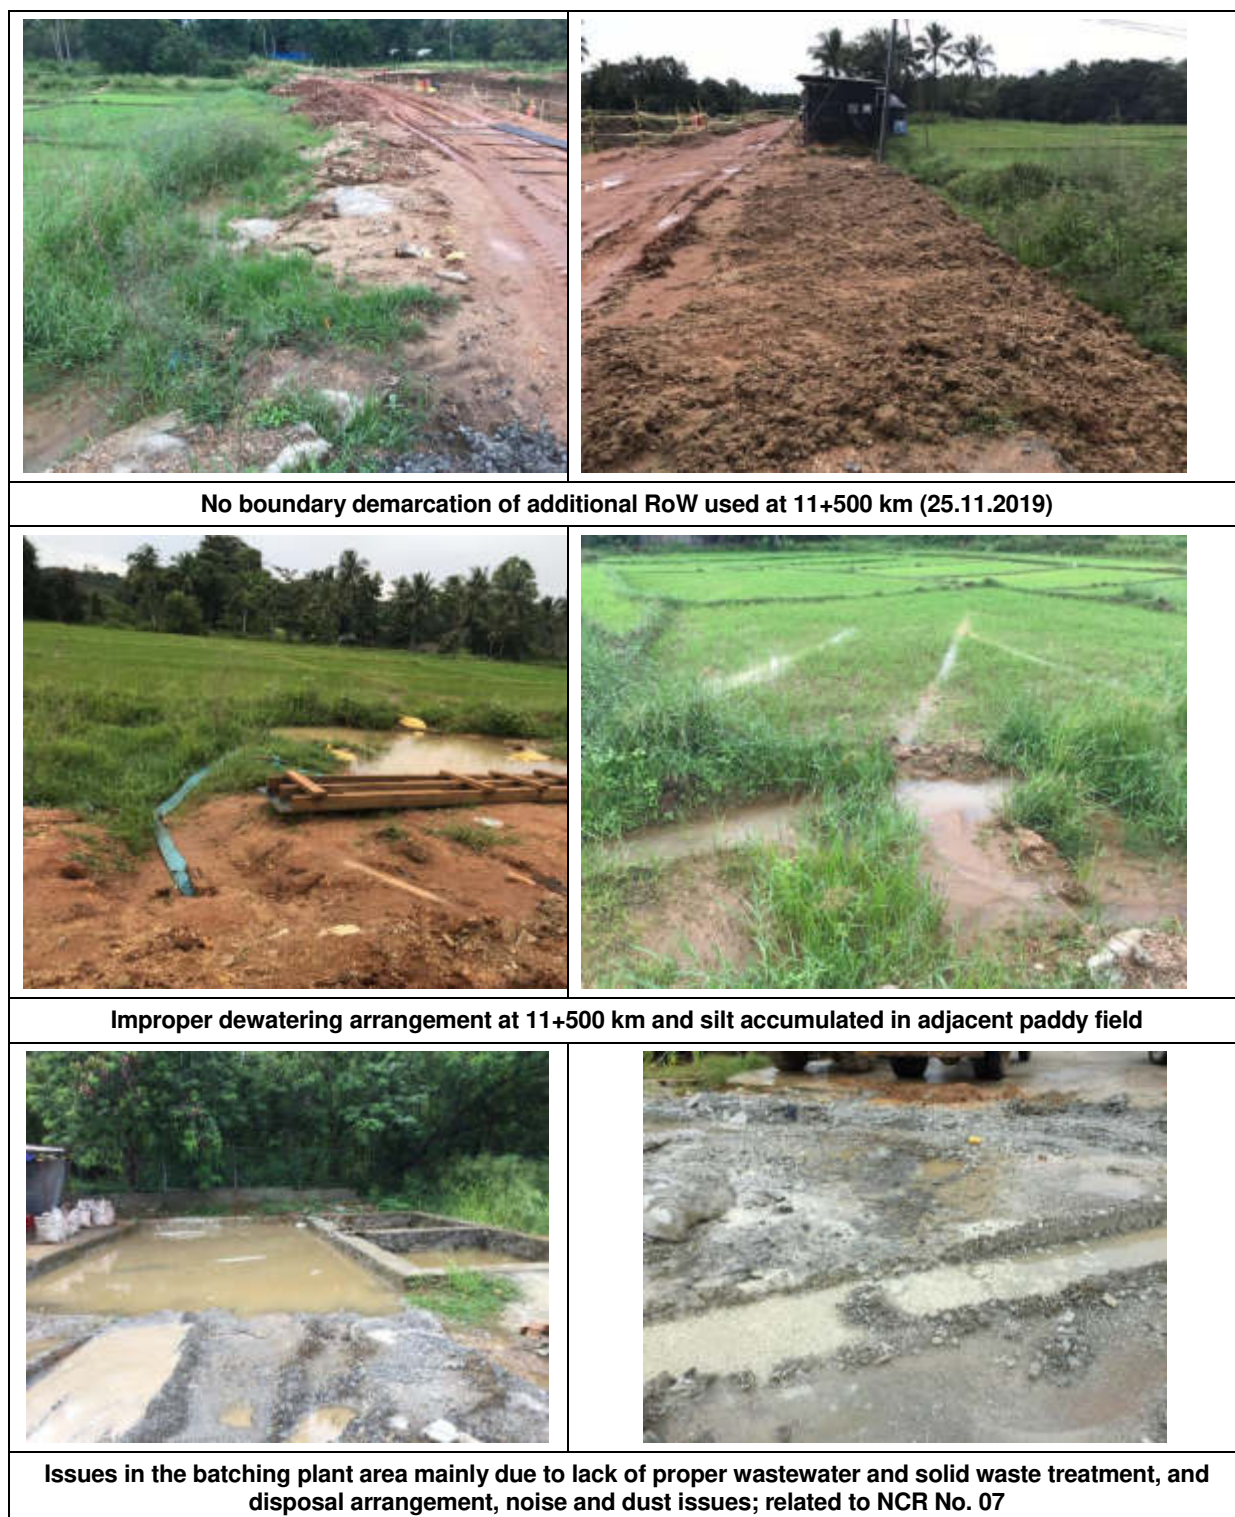 No boundary demarcation of additional RoW used at 11+500 km (25.11.2019)
Improper dewatering arrangement at 11+500 km and silt accumulated in adjacent paddy field
Issues in the batching plant area mainly due to lack of proper wastewater and solid waste treatment, and
disposal arrangement, noise and dust issues; related to NCR No. 07